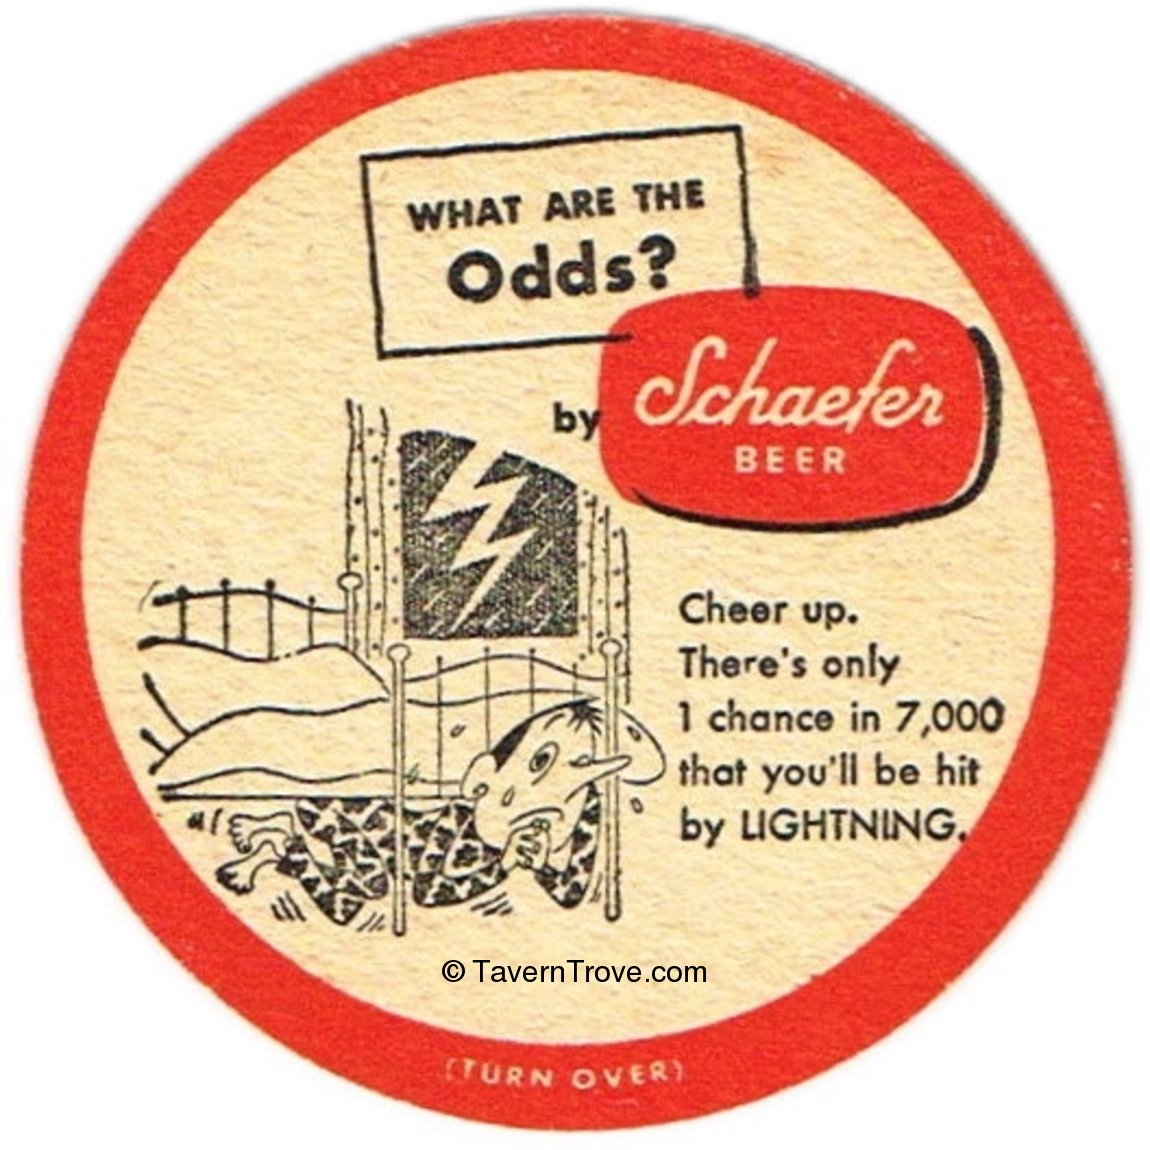 WHAT ARE THE
Odds?
by Schaefer
BEER
Cheer up.
There's only
1 chance in 7,000
that you'll be hit
by LIGHTNING.
© TavernTrove.com
(TURN OVER)